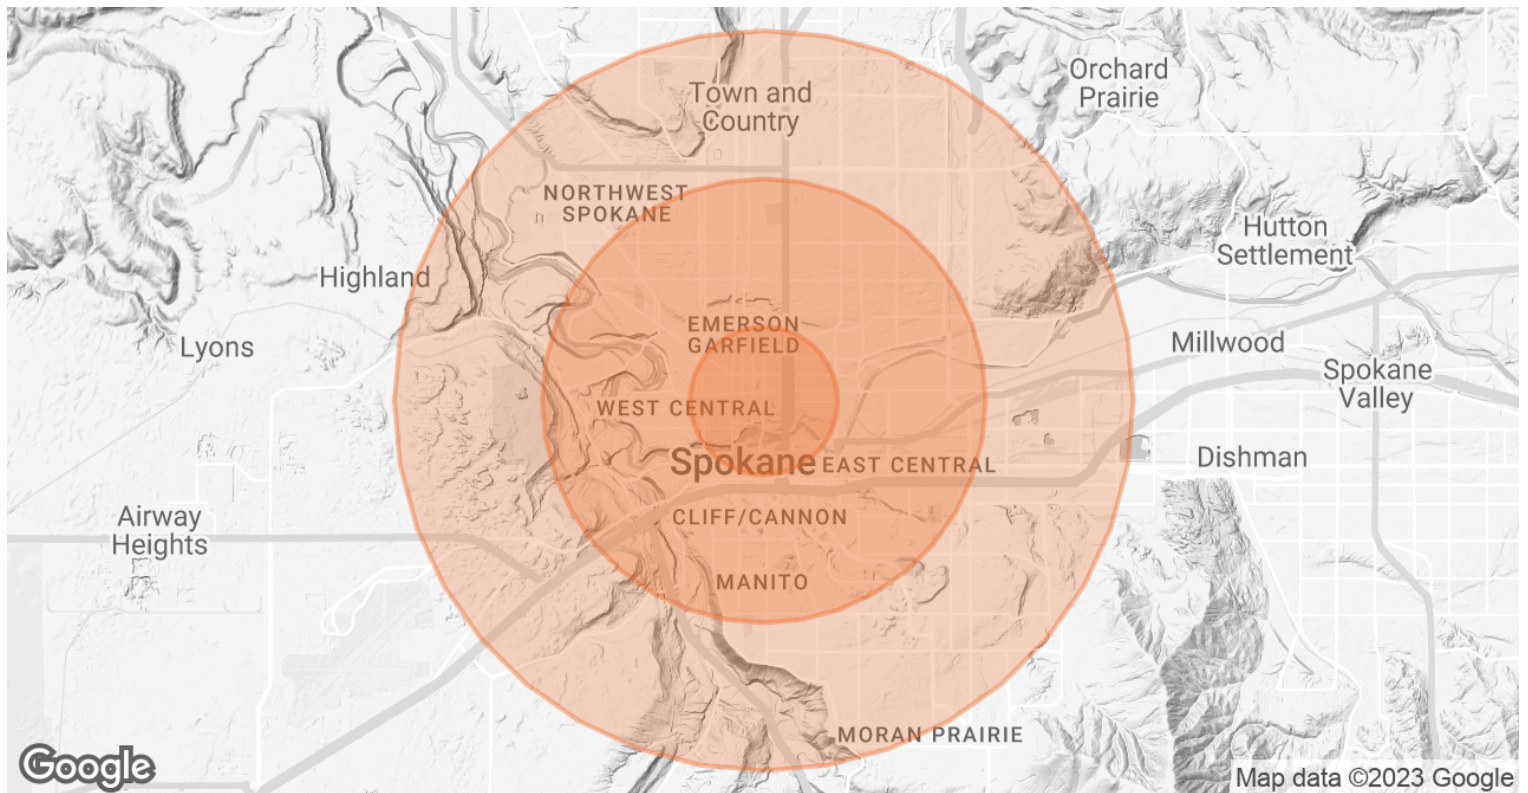 Orchard
Prairie
Town and
Country
NORTHWEST
SPOKANE
Hutton
Settlement
Highland
EMERSON
GARFIELD
Lyons
Millwood
Spokane
Valley
WEST CENTRAL
Spokane
EAST CENTRAL
Dishman
Airway
Heights
CLIFF/CANNON
MANITO
MORAN PRAIRIE
Google
Map data ©2023 Google